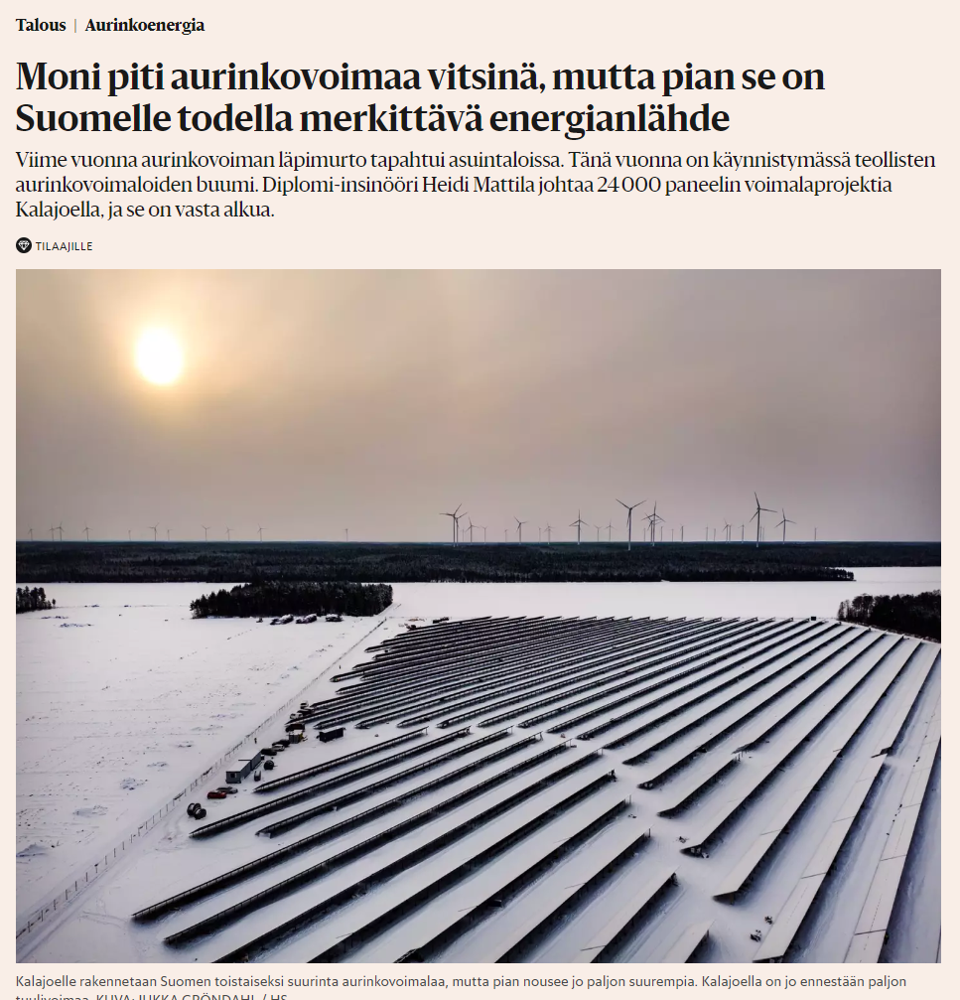 Talous | Aurinkoenergia
Moni piti aurinkovoimaa vitsinä, mutta pian se on
Suomelle todella merkittävä energianlähde
Viime vuonna aurinkovoiman läpimurto tapahtui asuintaloissa. Tänä vuonna on käynnistymässä teollisten
aurinkovoimaloiden buumi. Diplomi-insinööri Heidi Mattila johtaa 24 000 paneelin voimalaprojektia
Kalajoella, ja se on vasta alkua.
TILAAJILLE
Kalajoelle rakennetaan Suomen toistaiseksi suurinta aurinkovoimalaa, mutta pian nousee jo paljon suurempia. Kalajoella on jo ennestään paljon
tuulivoimaa. KUVA: JUKKA GRÖNDAHL / HS